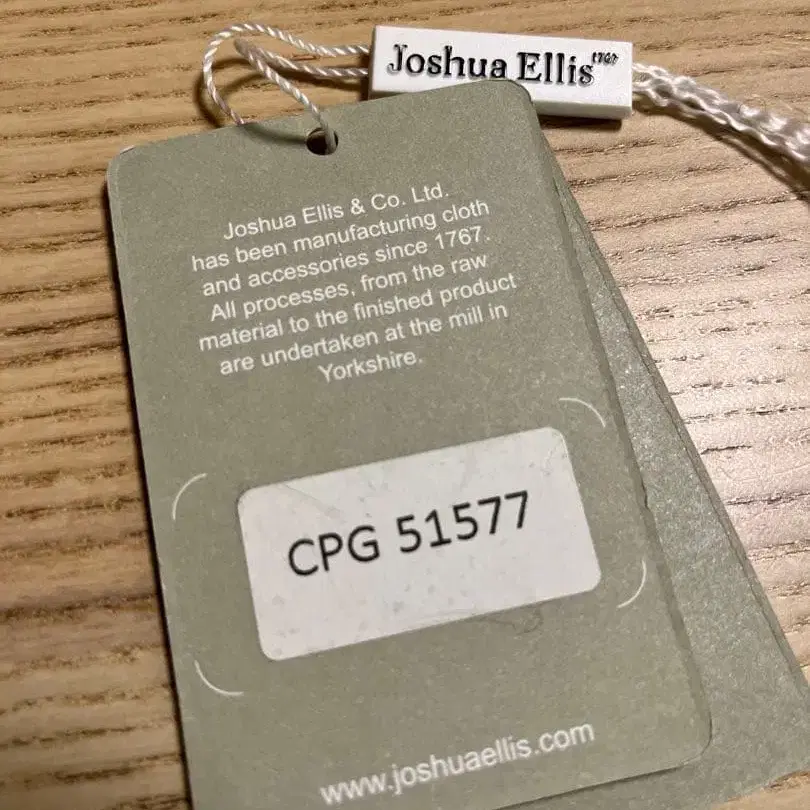 Joshua Ellis 1767
Joshua Ellis & Co. Ltd.
has been manufacturing cloth
and accessories since 1767.
All processes, from the raw
material to the finished product
are undertaken at the mill in
Yorkshire.
CPG 51577
www.joshuaellis.com